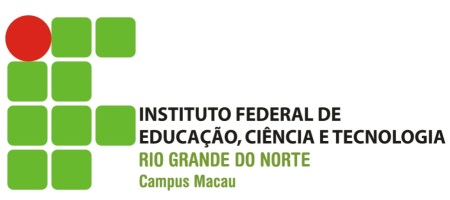 INSTITUTO FEDERAL DE
EDUCAÇÃO, CIÊNCIA E TECNOLOGIA
RIO GRANDE DO NORTE
Campus Macau